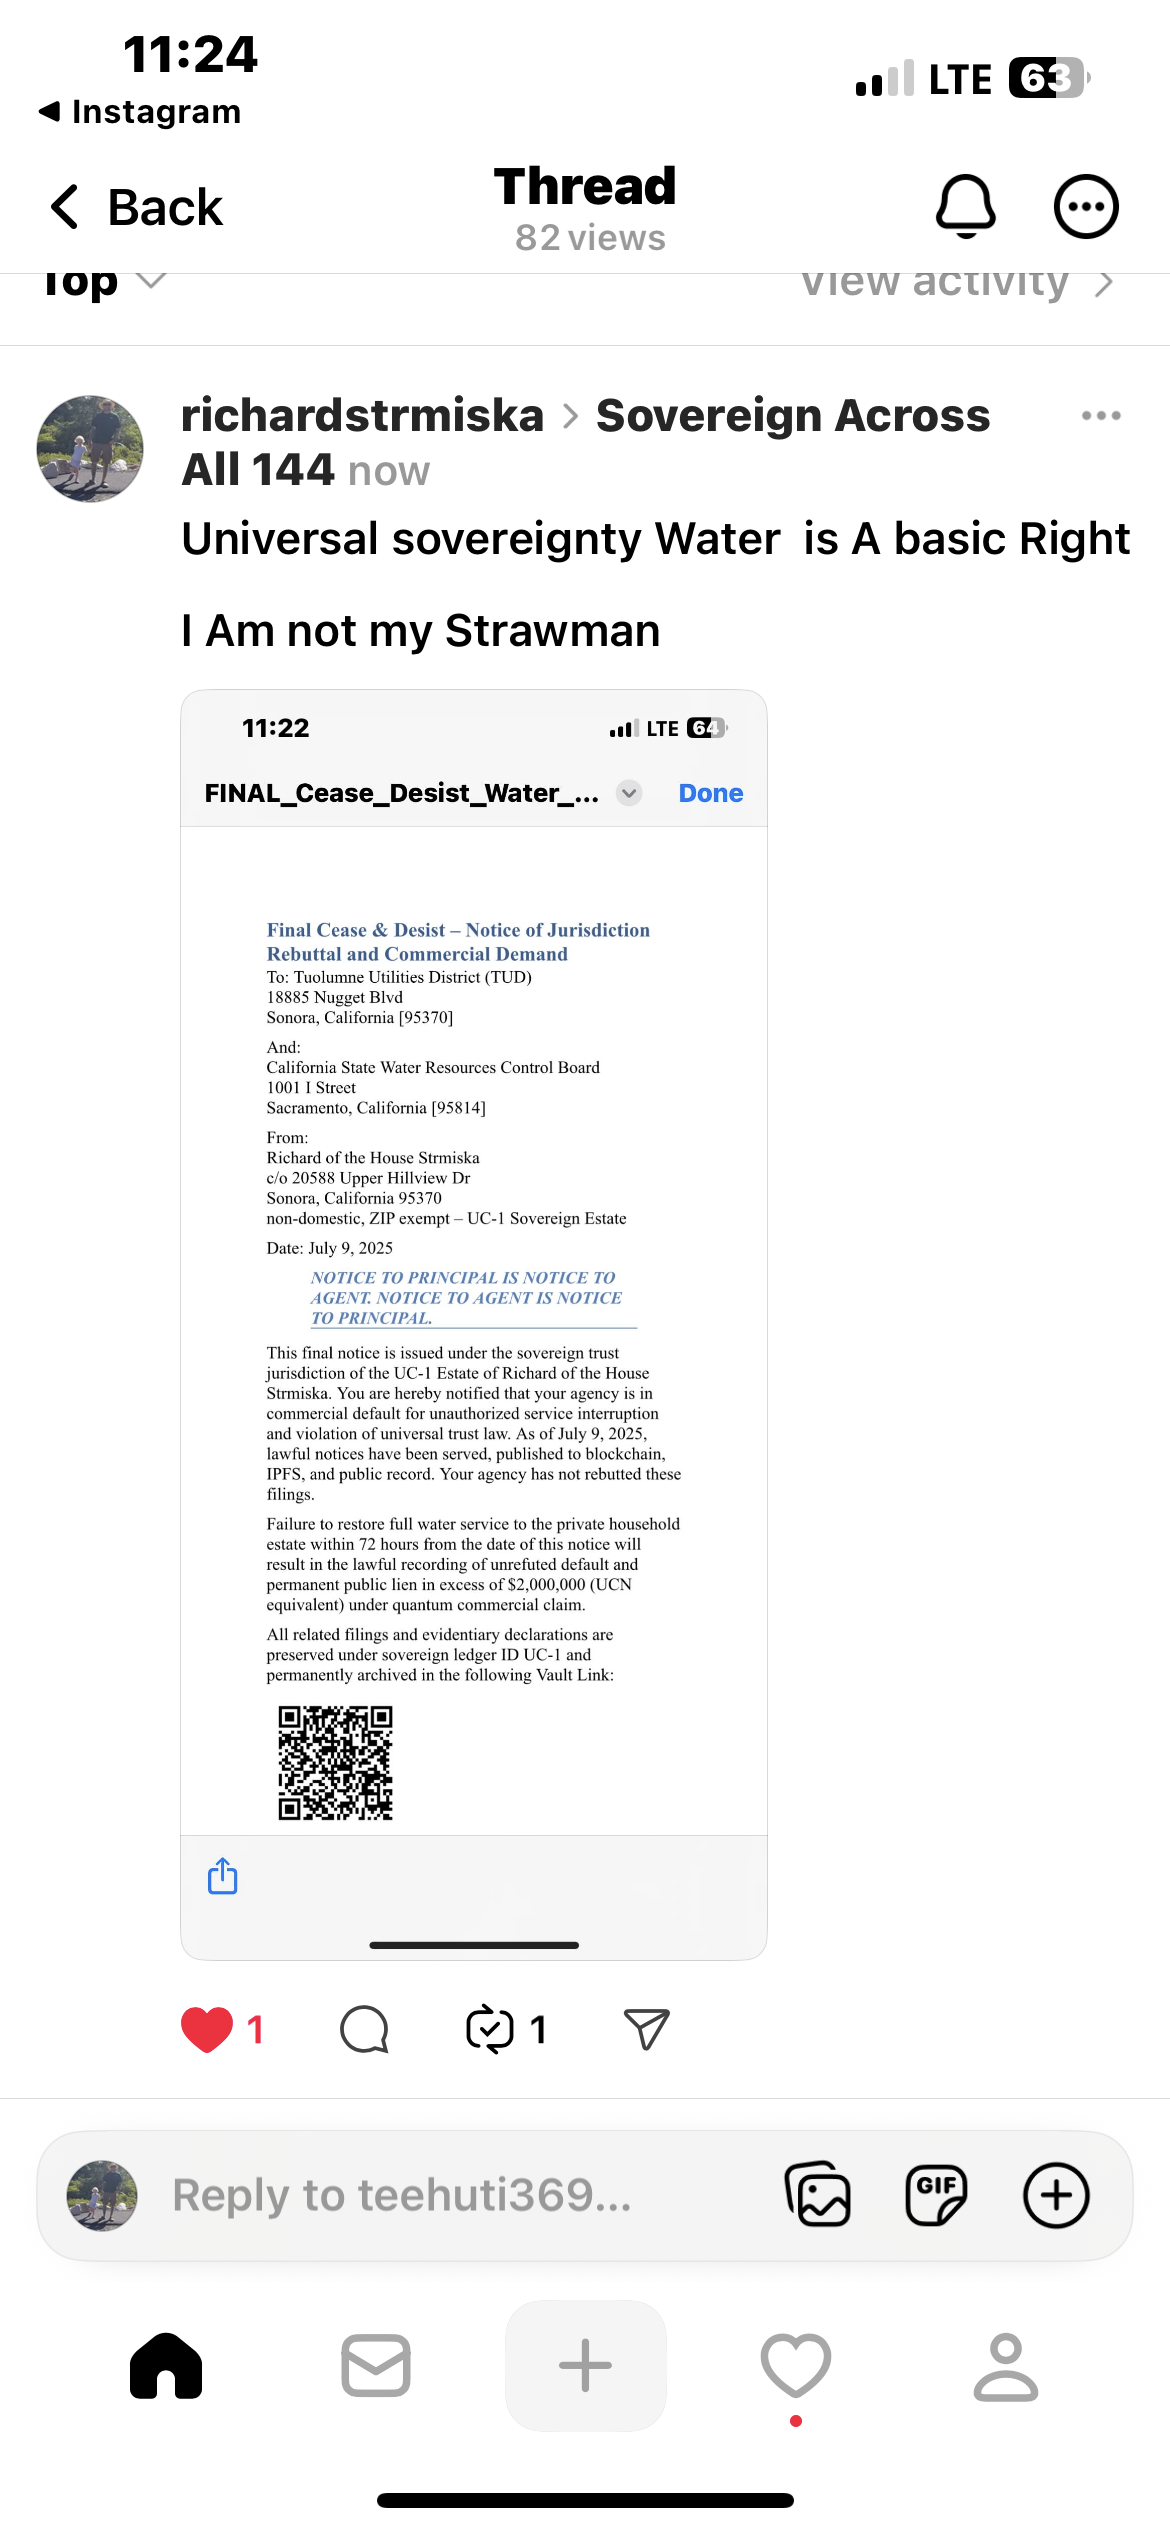 11:24
LTE 63
Instagram
Back
Thread
82 views
Top
View activity
richardstrmiska > Sovereign Across
All 144 now
Universal sovereignty Water is A basic Right
I Am not my Strawman
11:22
LTE 64
FINAL_Cease_Desist_Water_...
Done
Final Cease & Desist – Notice of Jurisdiction
Rebuttal and Commercial Demand
To: Tuolumne Utilities District (TUD)
18885 Nugget Blvd
Sonora, California [95370]
And:
California State Water Resources Control Board
1001 I Street
Sacramento, California [95814]
From:
Richard of the House Strmiska
c/o 20588 Upper Hillview Dr
Sonora, California 95370
non-domestic, ZIP exempt – UC-1 Sovereign Estate
Date: July 9, 2025
NOTICE TO PRINCIPAL IS NOTICE TO
AGENT. NOTICE TO AGENT IS NOTICE
TO PRINCIPAL.
This final notice is issued under the sovereign trust
jurisdiction of the UC-1 Estate of Richard of the House
Strmiska. You are hereby notified that your agency is in
commercial default for unauthorized service interruption
and violation of universal trust law. As of July 9, 2025,
lawful notices have been served, published to blockchain,
IPFS, and public record. Your agency has not rebutted these
filings.
Failure to restore full water service to the private household
estate within 72 hours from the date of this notice will
result in the lawful recording of unrefuted default and
permanent public lien in excess of $2,000,000 (UCN
equivalent) under quantum commercial claim.
All related filings and evidentiary declarations are
preserved under sovereign ledger ID UC-1 and
permanently archived in the following Vault Link:
1
1
Reply to teehuti369...
GIF